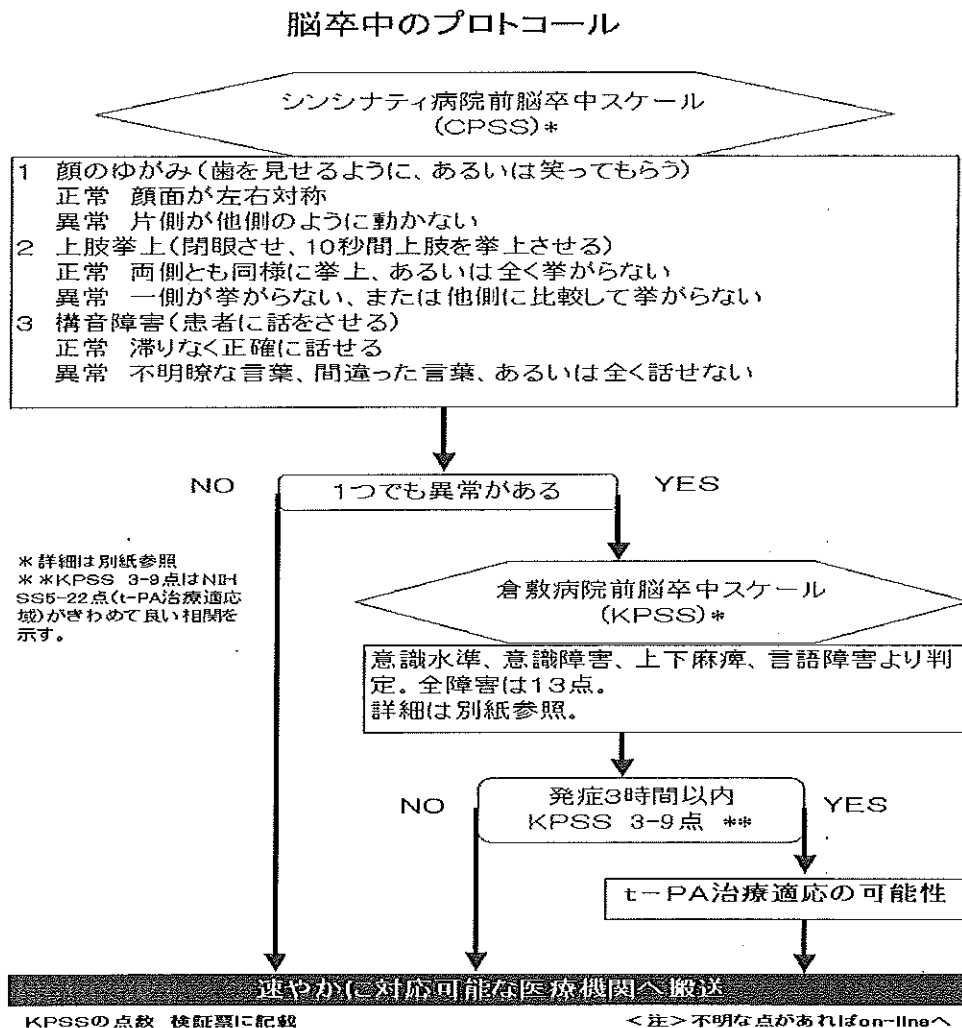 脳卒中のプロトコール
シンシナティ病院前脳卒中スケール
(CPSS)*
1 顔のゆがみ(歯を見せるように、あるいは笑ってもらう)
正常 顔面が左右対称
異常 片側が他側のように動かない
2 上肢挙上(閉眼させ、10秒間上肢を挙上させる)
正常 両側とも同様に挙上、あるいは全く挙がらない
異常 一側が挙がらない、または他側に比較して挙がらない
3 構音障害(患者に話をさせる)
正常 滞りなく正確に話せる
異常 不明瞭な言葉、間違った言葉、あるいは全く話せない
NO
1つでも異常がある
YES
*詳細は別紙参照
**KPSS 3-9点はNIH
SS5-22点(t-PA治療適応
域)がきわめて良い相関を
示す。
倉敷病院前脳卒中スケール
(KPSS)*
意識水準、意識障害、上下麻痺、言語障害より判
定。全障害は13点。
詳細は別紙参照。
NO
発症3時間以内
KPSS 3-9点 **
YES
t-PA治療適応の可能性
速やかに対応可能な医療機関へ搬送
KPSSの点数 検証票に記載
<注>不明な点があればon-lineへ